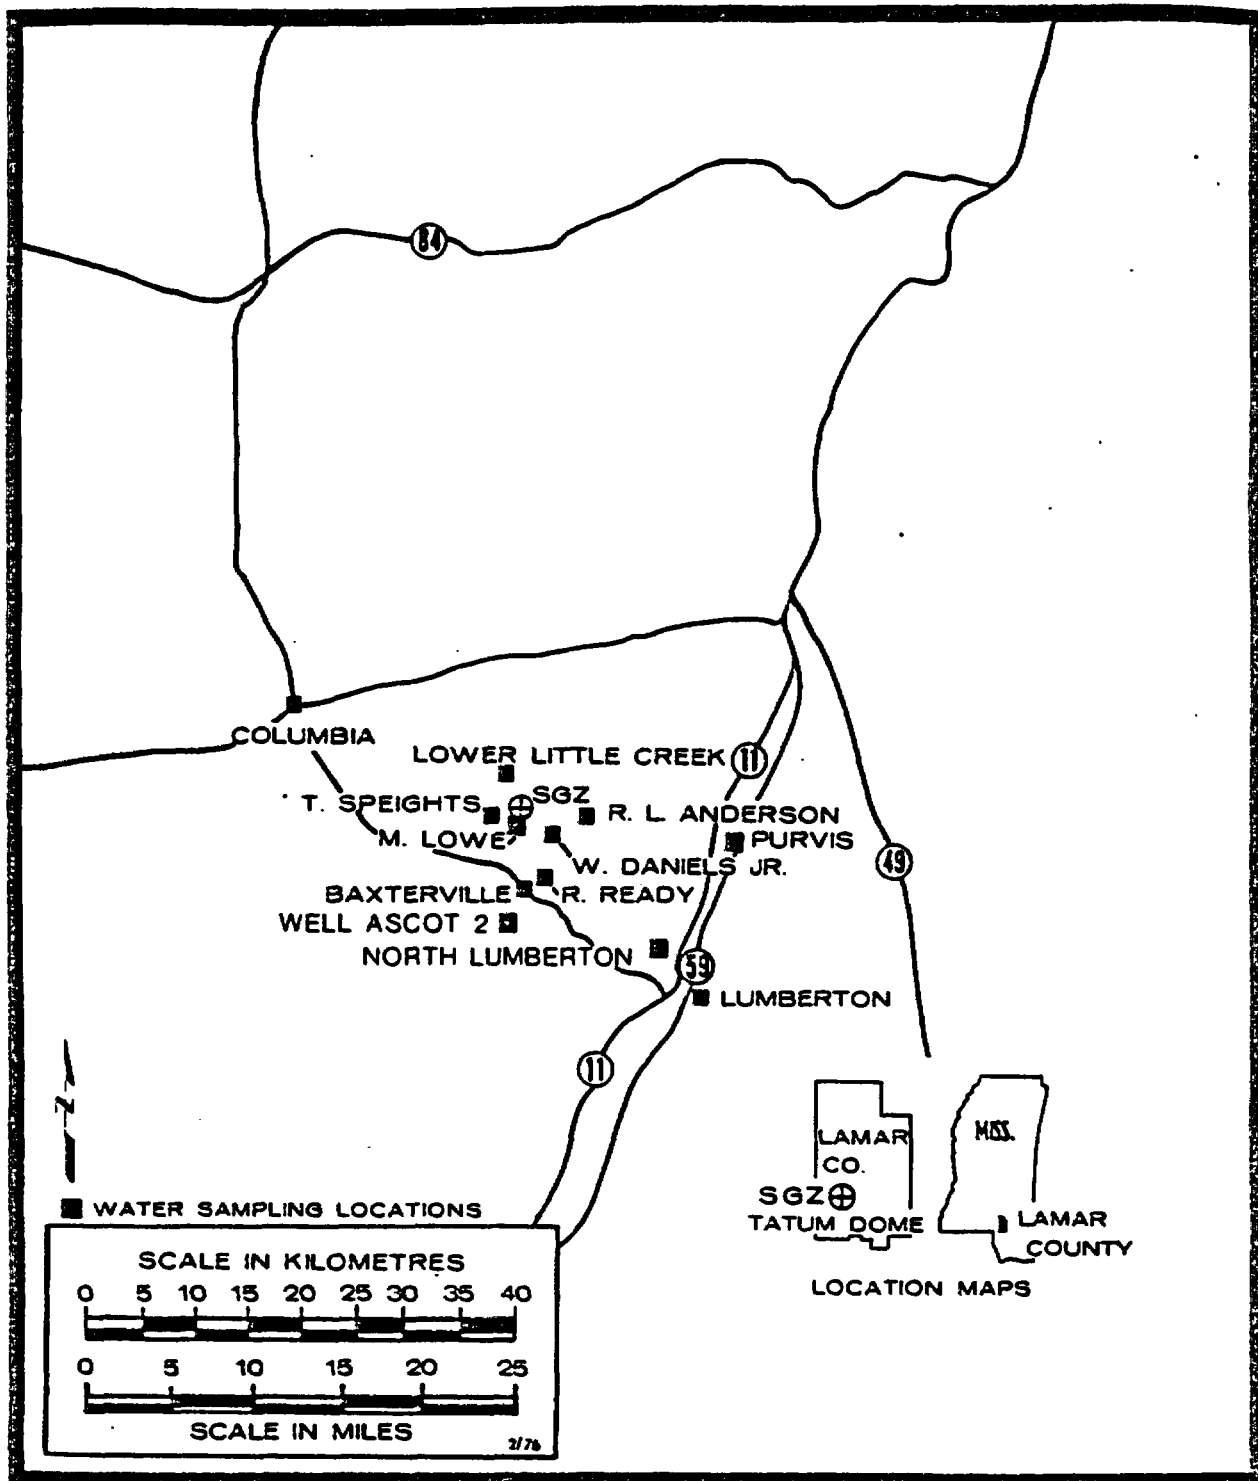 84
COLUMBIA
LOWER LITTLE CREEK
11
T. SPEIGHTS
SGZ
R. L. ANDERSON
M. LOWE
PURVIS
49
W. DANIELS JR.
BAXTERVILLE
R. READY
WELL ASCOT 2
NORTH LUMBERTON
59
LUMBERTON
11
N
LAMAR
CO.
SGZ
TATUM DOME
MISS.
LAMAR
COUNTY
LOCATION MAPS
WATER SAMPLING LOCATIONS
SCALE IN KILOMETRES
0 5 10 15 20 25 30 35 40
0 5 10 15 20 25
SCALE IN MILES
2/76